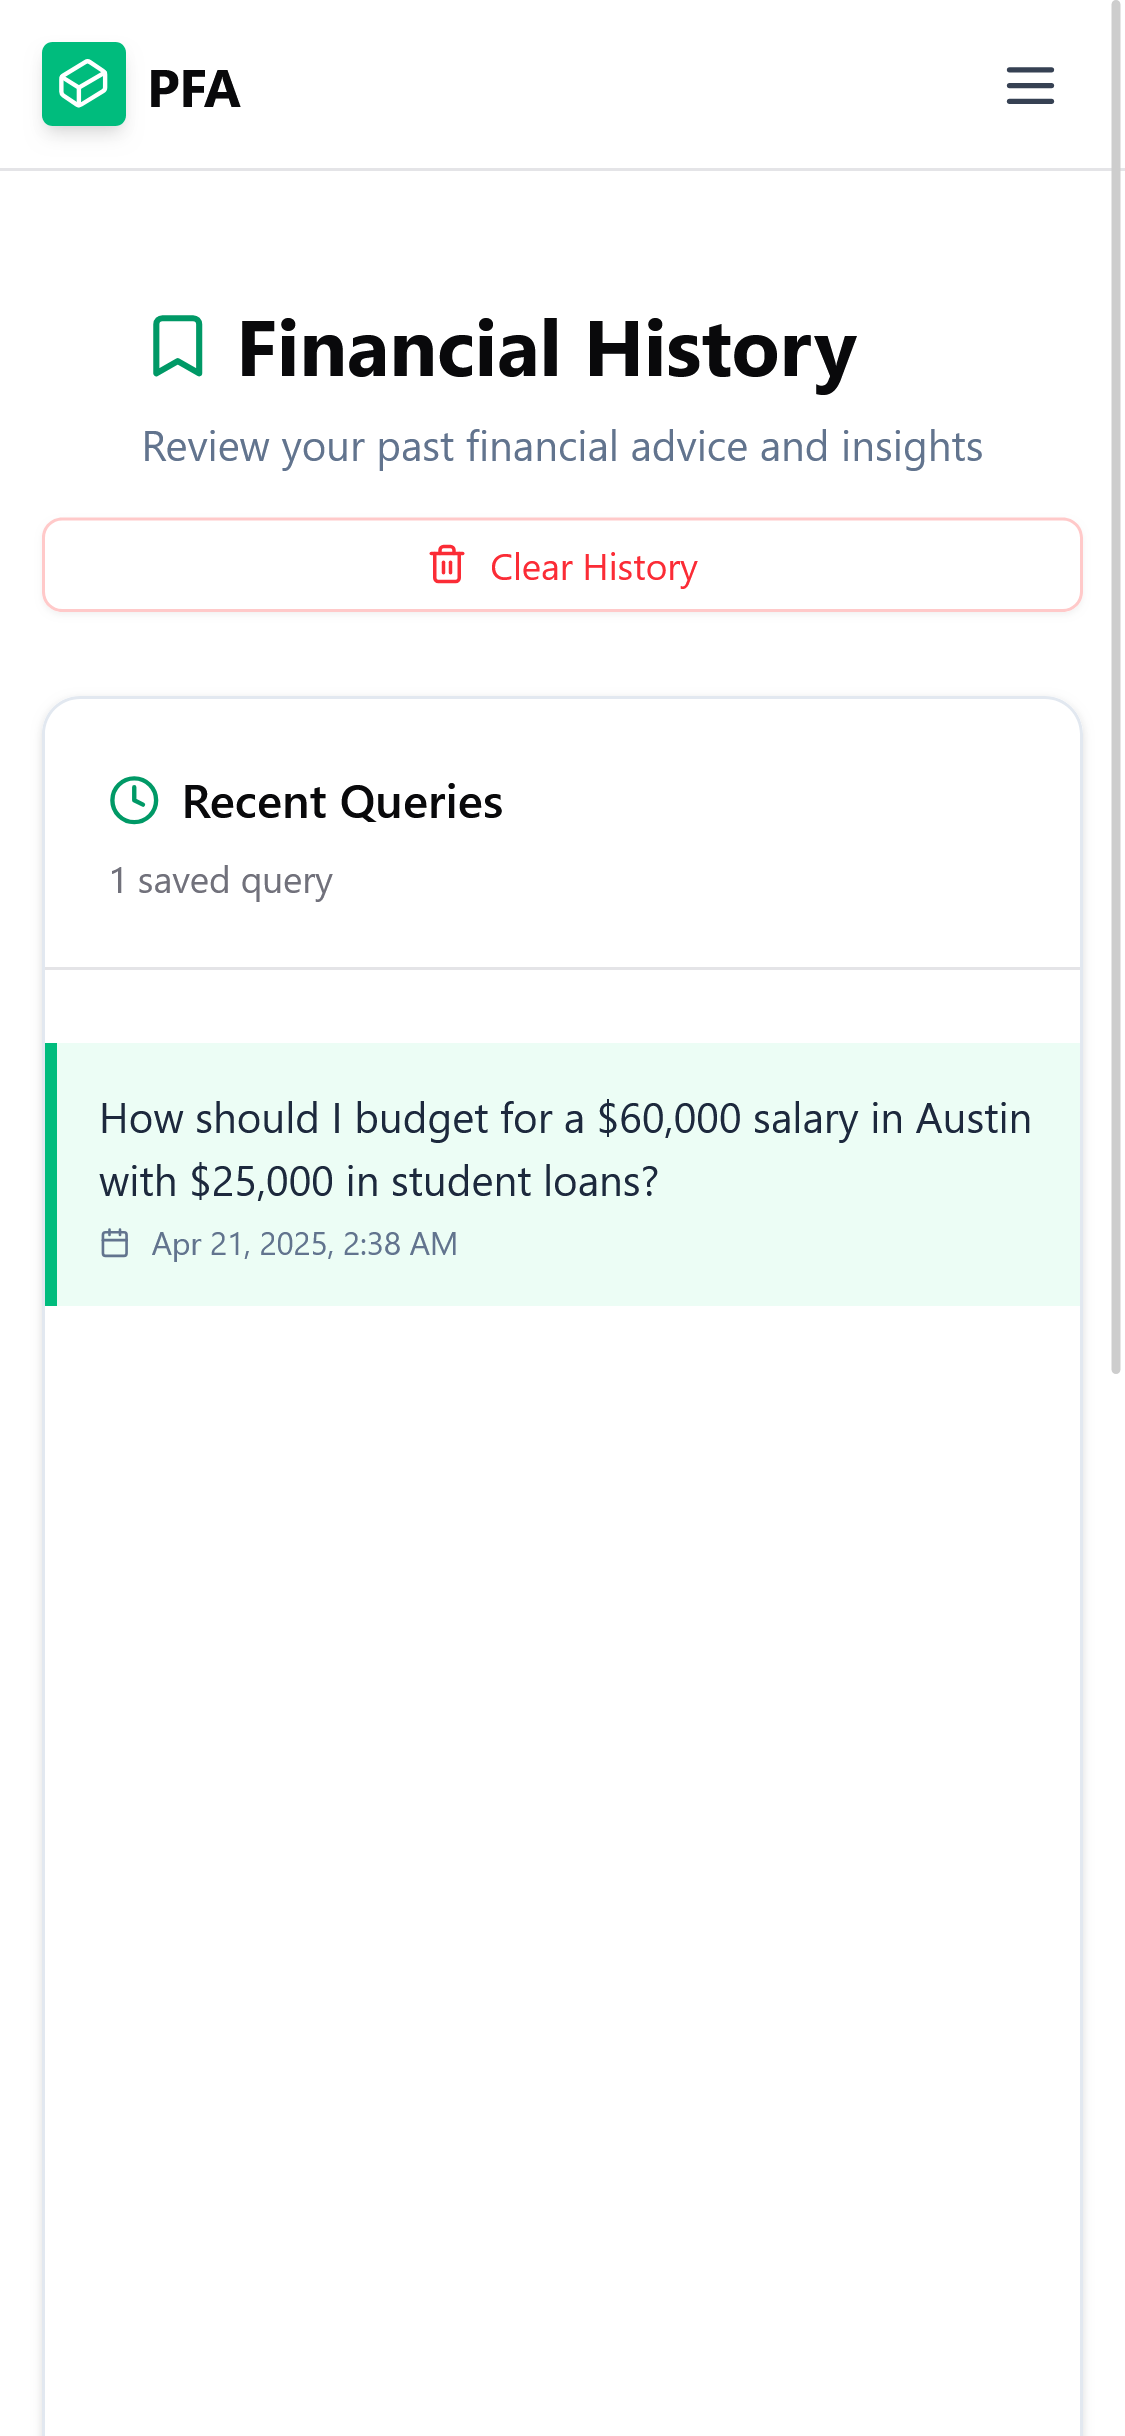 PFA
Financial History
Review your past financial advice and insights
Clear History
Recent Queries
1 saved query
How should I budget for a $60,000 salary in Austin
with $25,000 in student loans?
Apr 21, 2025, 2:38 AM